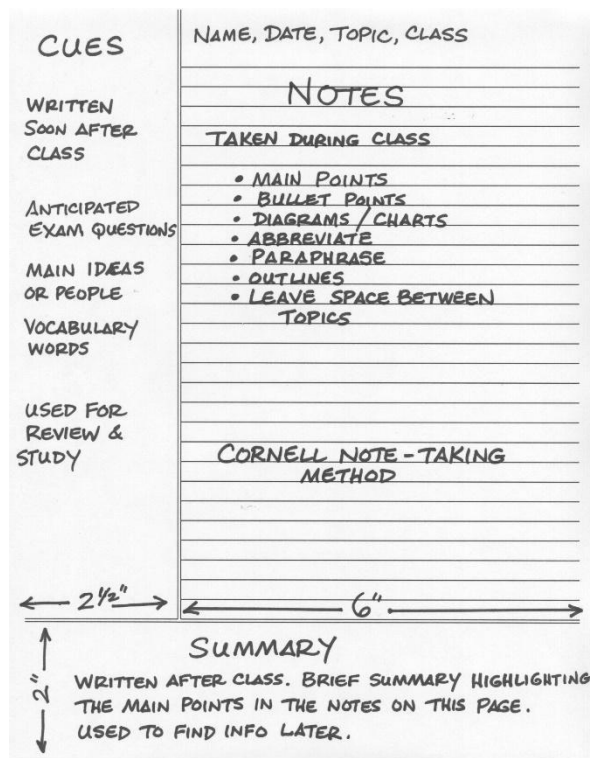 CUES
WRITTEN
SOON AFTER
CLASS
ANTICIPATED
EXAM QUESTIONS
MAIN IDEAS
OR PEOPLE
VOCABULARY
WORDS
USED FOR
REVIEW &
STUDY
2 1/2"
NAME, DATE, TOPIC, CLASS
NOTES
TAKEN DURING CLASS
• MAIN POINTS
• BULLET POINTS
• DIAGRAMS / CHARTS
• ABBREVIATE
• PARAPHRASE
• OUTLINES
• LEAVE SPACE BETWEEN
TOPICS
CORNELL NOTE-TAKING
METHOD
6"
2"
SUMMARY
WRITTEN AFTER CLASS. BRIEF SUMMARY HIGHLIGHTING
THE MAIN POINTS IN THE NOTES ON THIS PAGE.
USED TO FIND INFO LATER.